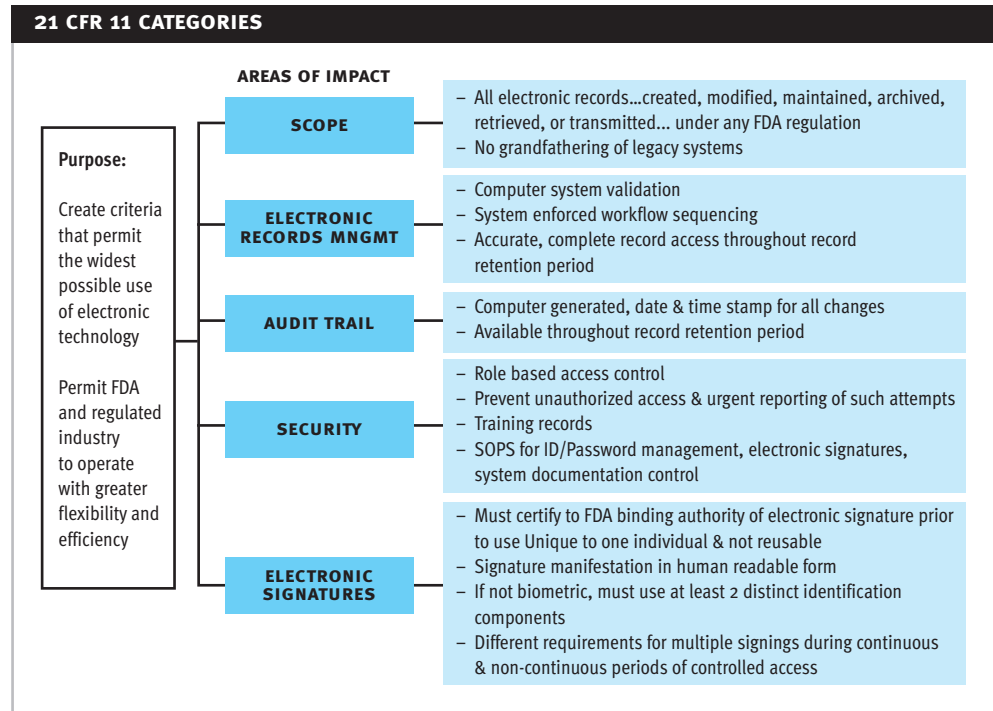 21 CFR 11 CATEGORIES
AREAS OF IMPACT
Purpose:
Create criteria
that permit
the widest
possible use
of electronic
technology
Permit FDA
and regulated
industry
to operate
with greater
flexibility and
efficiency
SCOPE
– All electronic records...created, modified, maintained, archived,
retrieved, or transmitted... under any FDA regulation
– No grandfathering of legacy systems
ELECTRONIC
RECORDS MNGMT
– Computer system validation
– System enforced workflow sequencing
– Accurate, complete record access throughout record
retention period
AUDIT TRAIL
– Computer generated, date & time stamp for all changes
– Available throughout record retention period
SECURITY
– Role based access control
– Prevent unauthorized access & urgent reporting of such attempts
– Training records
– SOPS for ID/Password management, electronic signatures,
system documentation control
ELECTRONIC
SIGNATURES
– Must certify to FDA binding authority of electronic signature prior
to use Unique to one individual & not reusable
– Signature manifestation in human readable form
– If not biometric, must use at least 2 distinct identification
components
– Different requirements for multiple signings during continuous
& non-continuous periods of controlled access